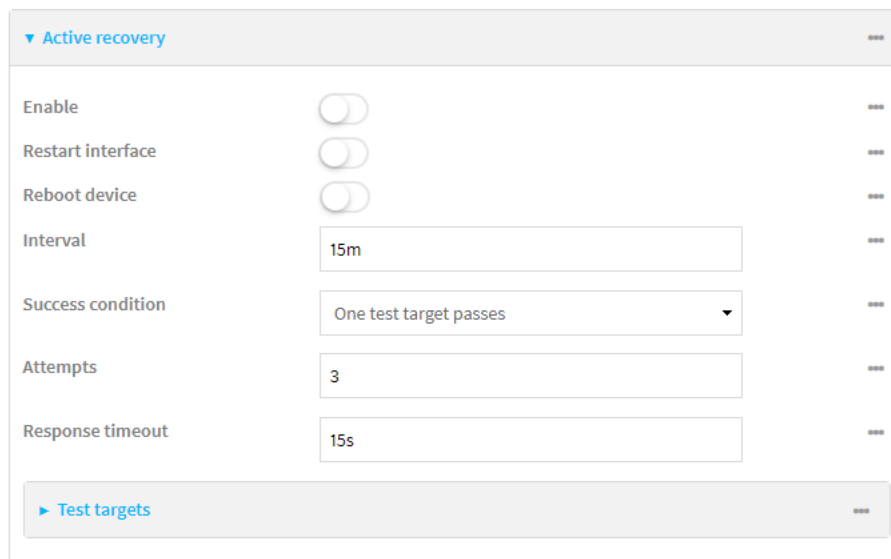 Active recovery
Enable
Restart interface
Reboot device
Interval 15m
Success condition One test target passes
Attempts 3
Response timeout 15s
Test targets